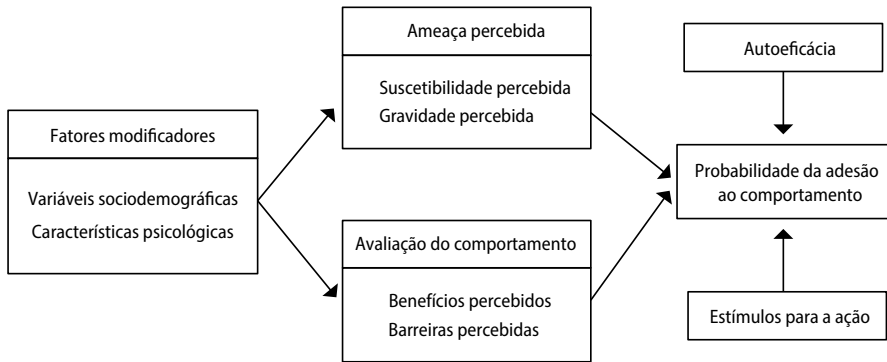 Fatores modificadores
Variáveis sociodemográficas
Características psicológicas
Ameaça percebida
Suscetibilidade percebida
Gravidade percebida
Avaliação do comportamento
Benefícios percebidos
Barreiras percebidas
Autoeficácia
Probabilidade da adesão
ao comportamento
Estímulos para a ação